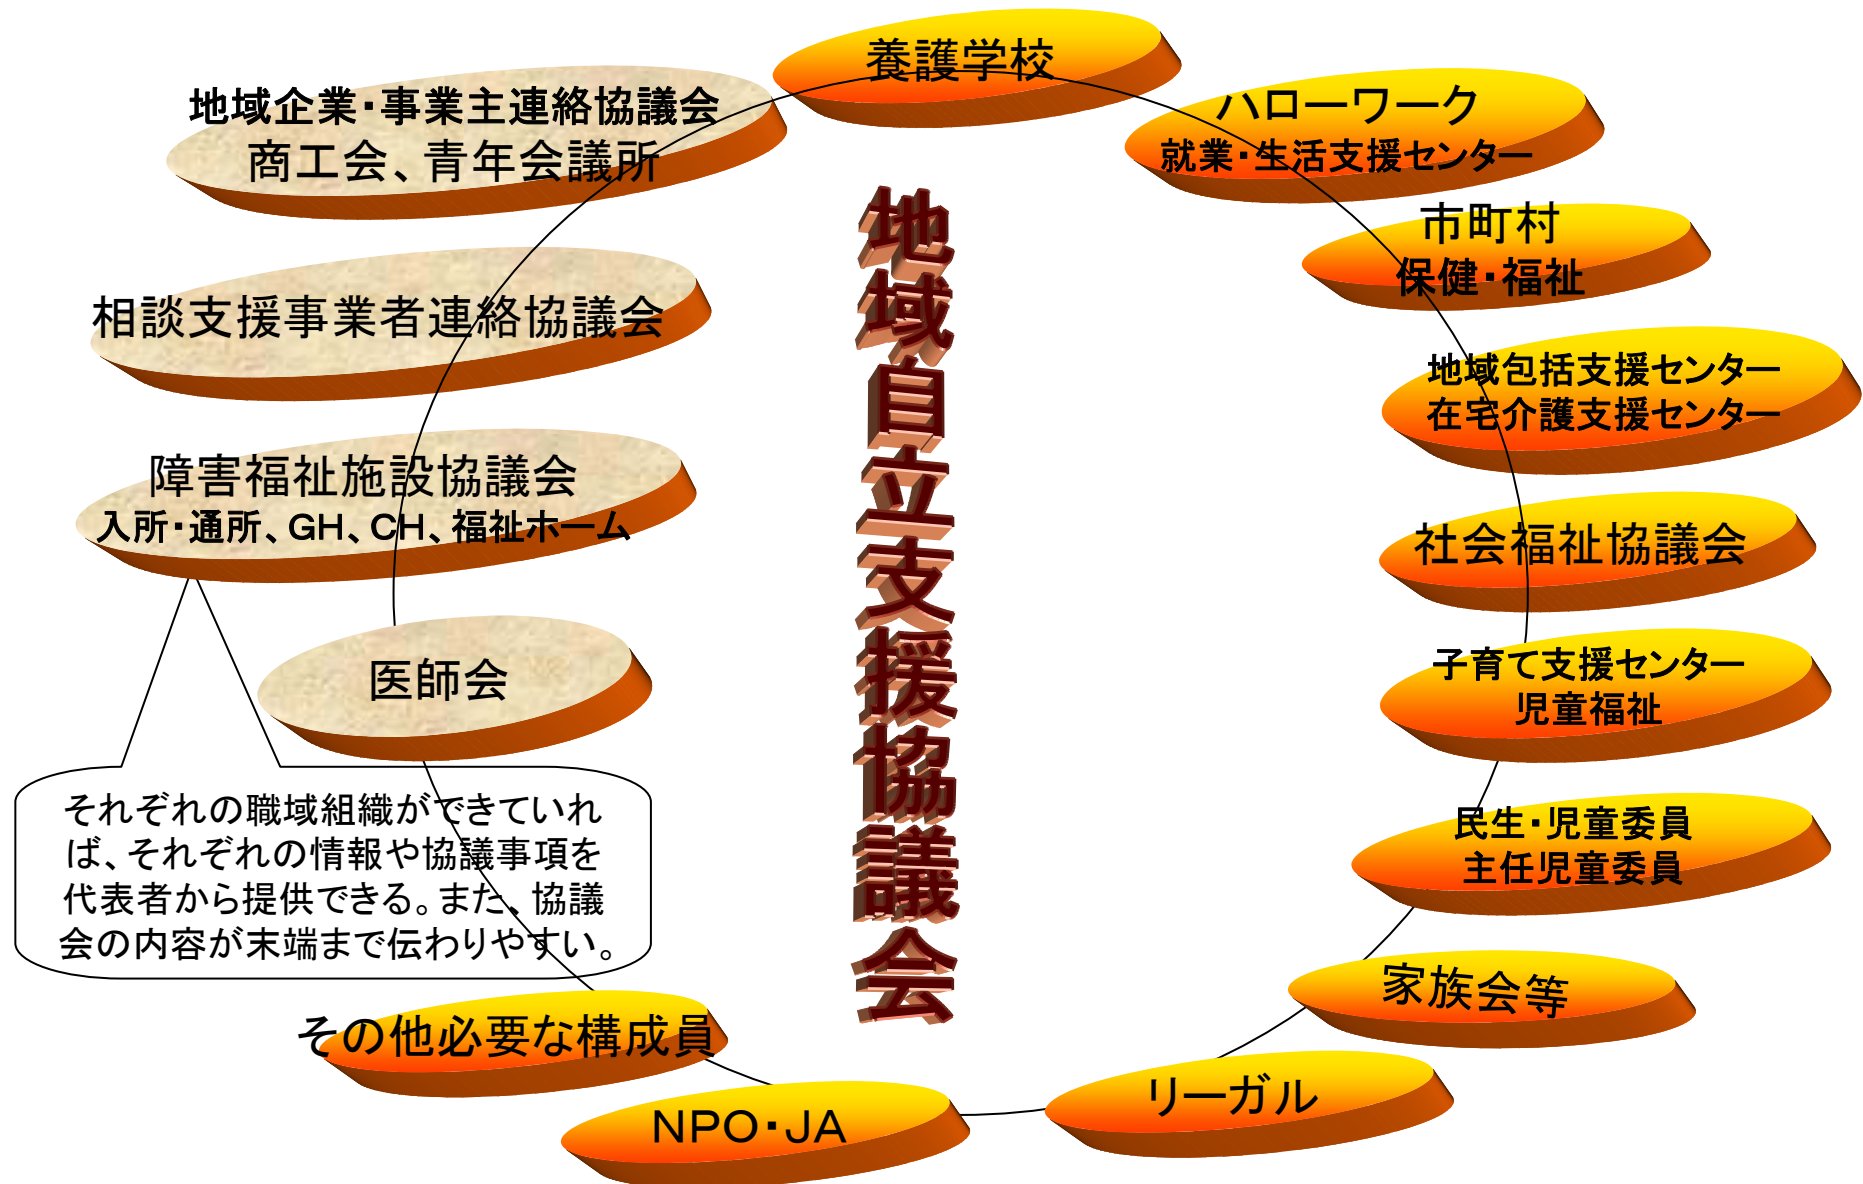 養護学校
ハローワーク
就業・生活支援センター
市町村
保健・福祉
地域包括支援センター
在宅介護支援センター
社会福祉協議会
子育て支援センター
児童福祉
民生・児童委員
主任児童委員
家族会等
リーガル
NPO・JA
その他必要な構成員
医師会
障害福祉施設協議会
入所・通所、GH、CH、福祉ホーム
相談支援事業者連絡協議会
地域企業・事業主連絡協議会
商工会、青年会議所
地域自立支援協議会
それぞれの職域組織ができていれ
ば、それぞれの情報や協議事項を
代表者から提供できる。また、協議
会の内容が末端まで伝わりやすい。